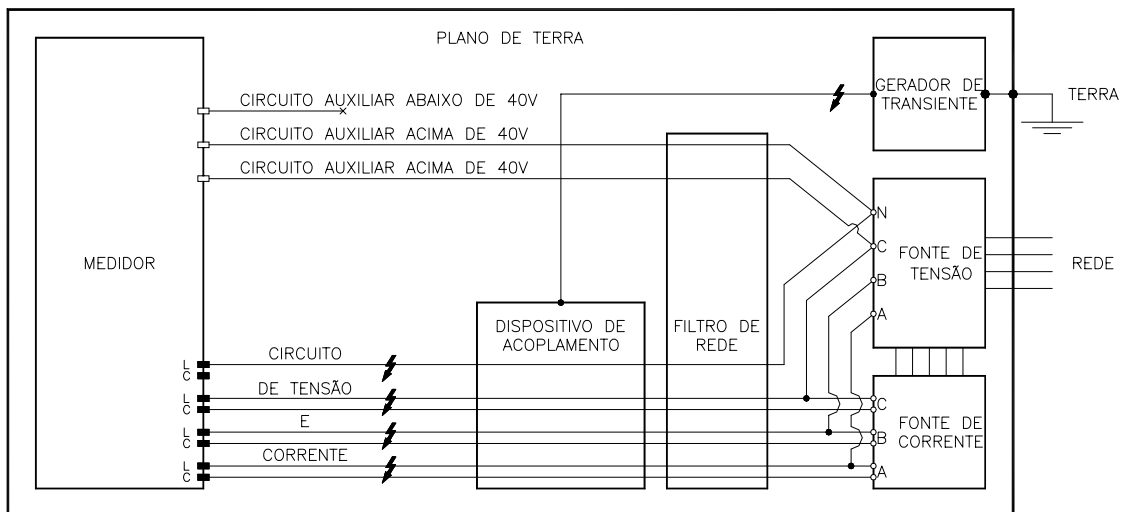 PLANO DE TERRA
CIRCUITO AUXILIAR ABAIXO DE 40V
CIRCUITO AUXILIAR ACIMA DE 40V
CIRCUITO AUXILIAR ACIMA DE 40V
MEDIDOR
GERADOR DE
TRANSIENTE
TERRA
N
C
B
A
FONTE DE
TENSÃO
REDE
DISPOSITIVO DE
ACOPLAMENTO
FILTRO DE
REDE
L
C
CIRCUITO
L
C
DE TENSÃO
L
C
E
L
C
CORRENTE
C
B
A
FONTE DE
CORRENTE